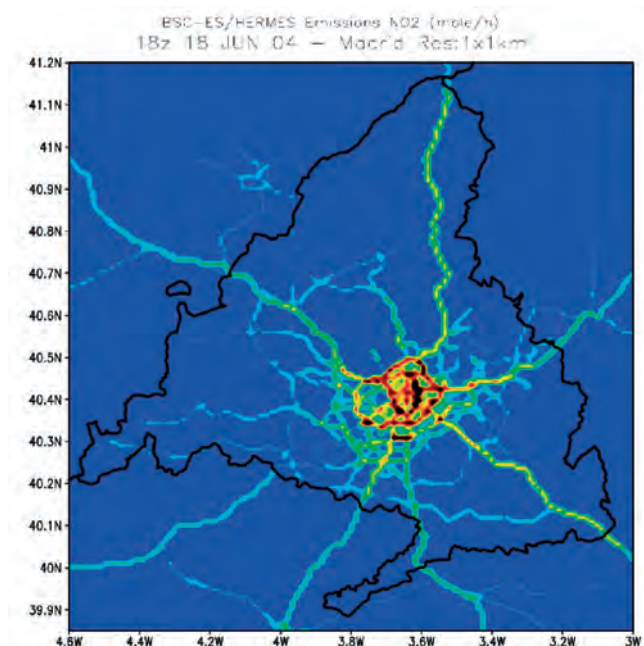 BSC-ES/HERMES Emissions NO2 (mole/h)
18z 18 JUN 04 - Madrid Res:1x1km
41.2N
41.1N
41N
40.9N
40.8N
40.7N
40.6N
40.5N
40.4N
40.3N
40.2N
40.1N
40N
39.9N
4.6W 4.4W 4.2W 4W 3.8W 3.6W 3.4W 3.2W 3W